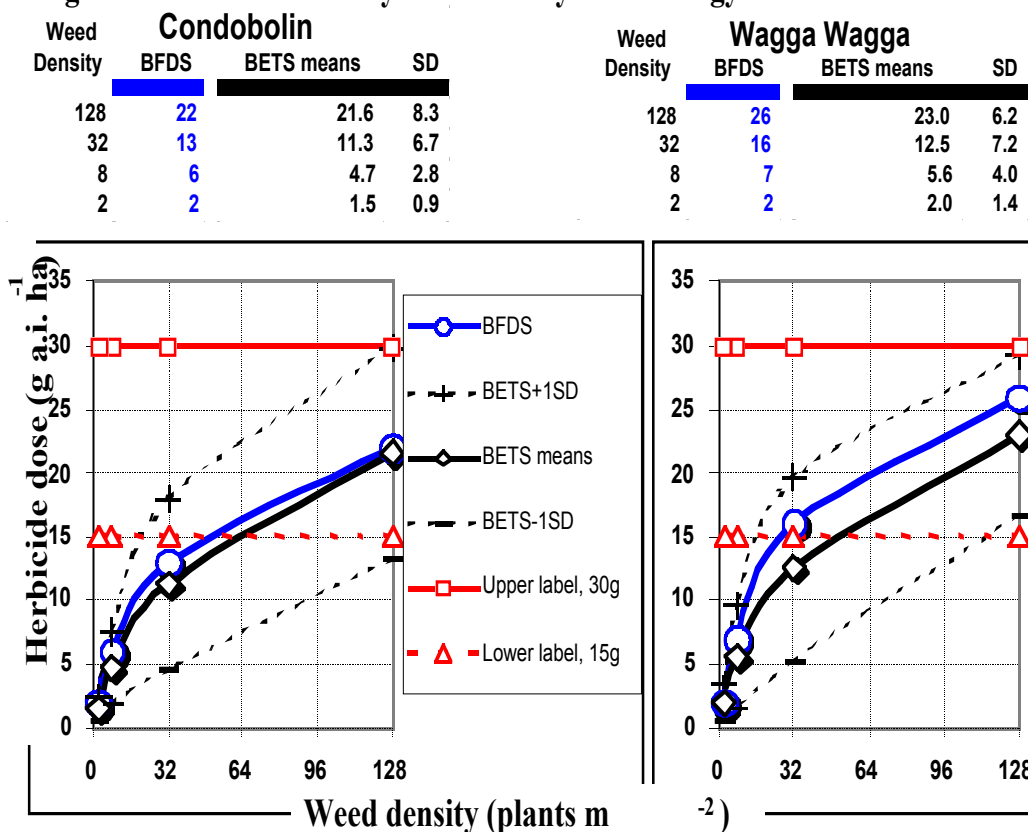 Condobolin
Weed Density BFDS BETS means SD
128 22 21.6 8.3
32 13 11.3 6.7
8 6 4.7 2.8
2 2 1.5 0.9
Wagga Wagga
Weed Density BFDS BETS means SD
128 26 23.0 6.2
32 16 12.5 7.2
8 7 5.6 4.0
2 2 2.0 1.4
Herbicide dose (g a.i. ha⁻¹)
35
30
25
20
15
10
5
0
0 32 64 96 128
BFDS
BETS+1SD
BETS means
BETS-1SD
Upper label, 30g
Lower label, 15g
35
30
25
20
15
10
5
0
0 32 64 96 128
Weed density (plants m⁻²)